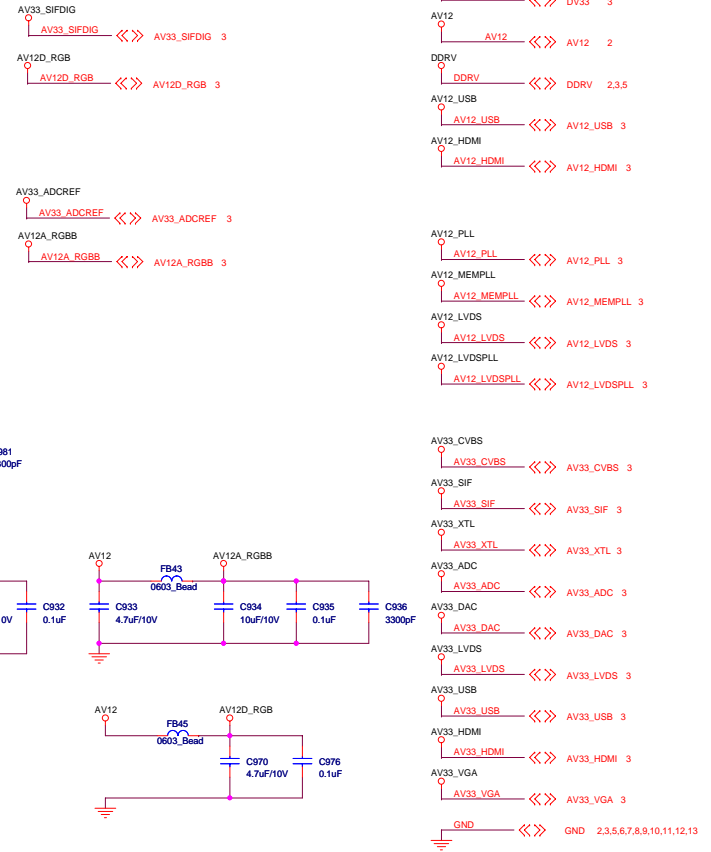 AV33_SIFDIG
AV33_SIFDIG
AV33_SIFDIG 3
AV12D_RGB
AV12D_RGB
AV12D_RGB 3
AV33_ADCREF
AV33_ADCREF
AV33_ADCREF 3
AV12A_RGBB
AV12A_RGBB
AV12A_RGBB 3
DV33 3
AV12
AV12
AV12 2
DDRV
DDRV
DDRV 2,3,5
AV12_USB
AV12_USB
AV12_USB 3
AV12_HDMI
AV12_HDMI
AV12_HDMI 3
AV12_PLL
AV12_PLL
AV12_PLL 3
AV12_MEMPLL
AV12_MEMPLL
AV12_MEMPLL 3
AV12_LVDS
AV12_LVDS
AV12_LVDS 3
AV12_LVDSPLL
AV12_LVDSPLL
AV12_LVDSPLL 3
AV33_CVBS
AV33_CVBS
AV33_CVBS 3
AV33_SIF
AV33_SIF
AV33_SIF 3
AV33_XTL
AV33_XTL
AV33_XTL 3
AV33_ADC
AV33_ADC
AV33_ADC 3
AV33_DAC
AV33_DAC
AV33_DAC 3
AV33_LVDS
AV33_LVDS
AV33_LVDS 3
AV33_USB
AV33_USB
AV33_USB 3
AV33_HDMI
AV33_HDMI
AV33_HDMI 3
AV33_VGA
AV33_VGA
AV33_VGA 3
GND
GND 2,3,5,6,7,8,9,10,11,12,13
981
00pF
0V
C932
0.1uF
AV12
FB43
0603_Bead
AV12A_RGBB
C933
4.7uF/10V
C934
10uF/10V
C935
0.1uF
C936
3300pF
AV12
FB45
0603_Bead
AV12D_RGB
C970
4.7uF/10V
C976
0.1uF